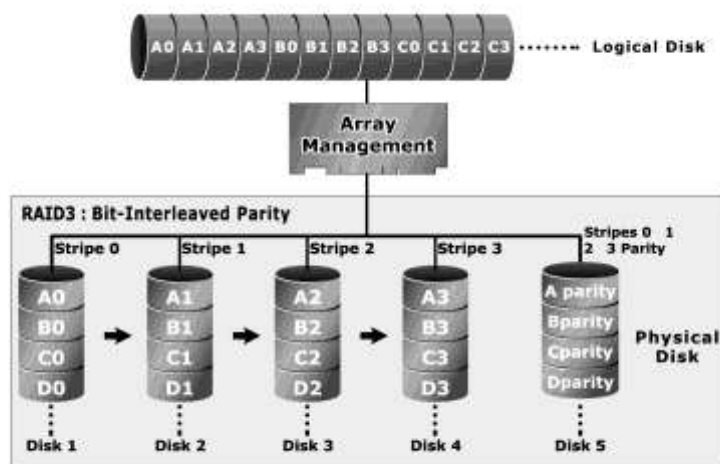 A0 A1 A2 A3 B0 B1 B2 B3 C0 C1 C2 C3
Logical Disk
Array
Management
RAID3 : Bit-Interleaved Parity
Stripe 0
Stripe 1
Stripe 2
Stripe 3
Stripes 0 1
2 3 Parity
A0 A1 A2 A3 A parity
B0 B1 B2 B3 Bparity
C0 C1 C2 C3 Cparity
D0 D1 D2 D3 Dparity
Physical
Disk
Disk 1
Disk 2
Disk 3
Disk 4
Disk 5